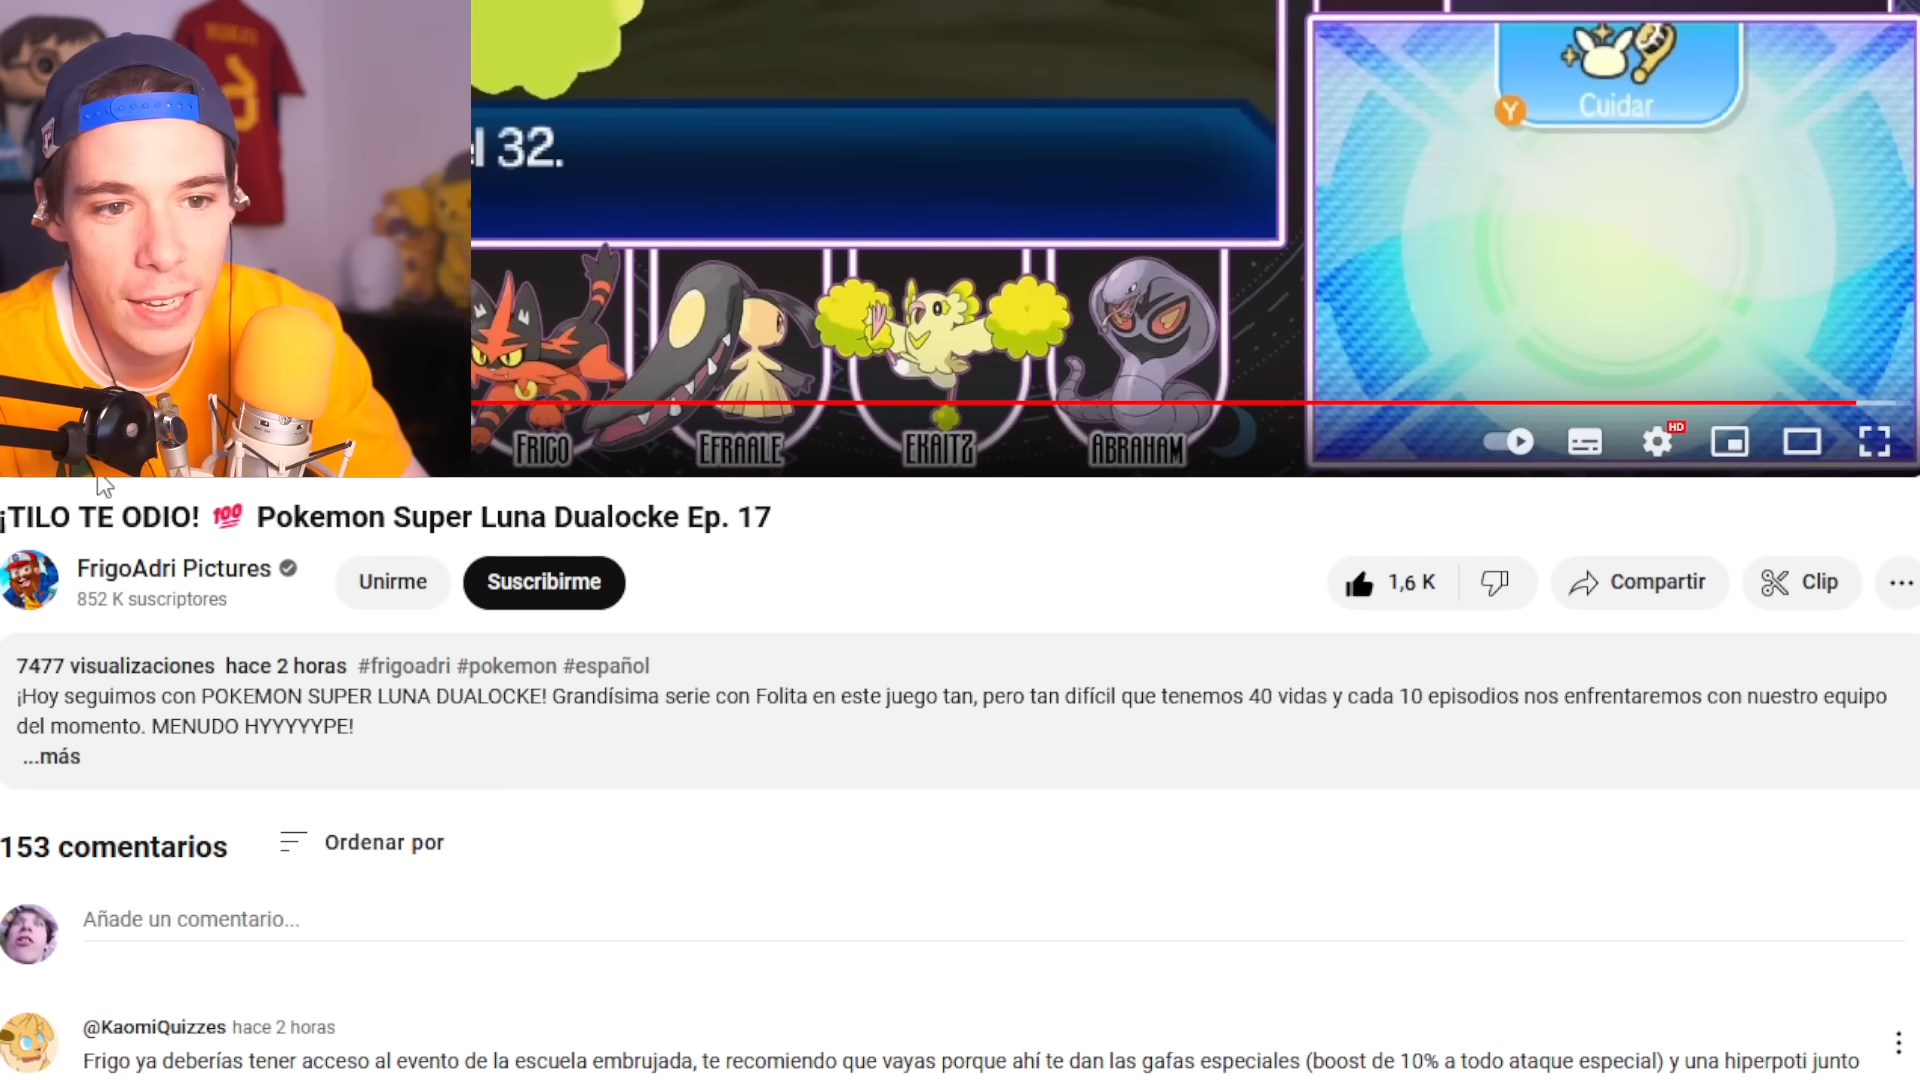 Cuidar
Y
el 32.
FRIGO
EFRAALE
EKAITZ
ABRAHAM
HD
¡TILO TE ODIO! 💯 Pokemon Super Luna Dualocke Ep. 17
FrigoAdri Pictures
852 K suscriptores
Unirme
Suscribirme
1,6 K
Compartir
Clip
7477 visualizaciones hace 2 horas #frigoadri #pokemon #español
¡Hoy seguimos con POKEMON SUPER LUNA DUALOCKE! Grandísima serie con Folita en este juego tan, pero tan difícil que tenemos 40 vidas y cada 10 episodios nos enfrentaremos con nuestro equipo
del momento. MENUDO HYYYYYPE!
...más
153 comentarios
Ordenar por
Añade un comentario...
@KaomiQuizzes hace 2 horas
Frigo ya deberías tener acceso al evento de la escuela embrujada, te recomiendo que vayas porque ahí te dan las gafas especiales (boost de 10% a todo ataque especial) y una hiperpoti junto